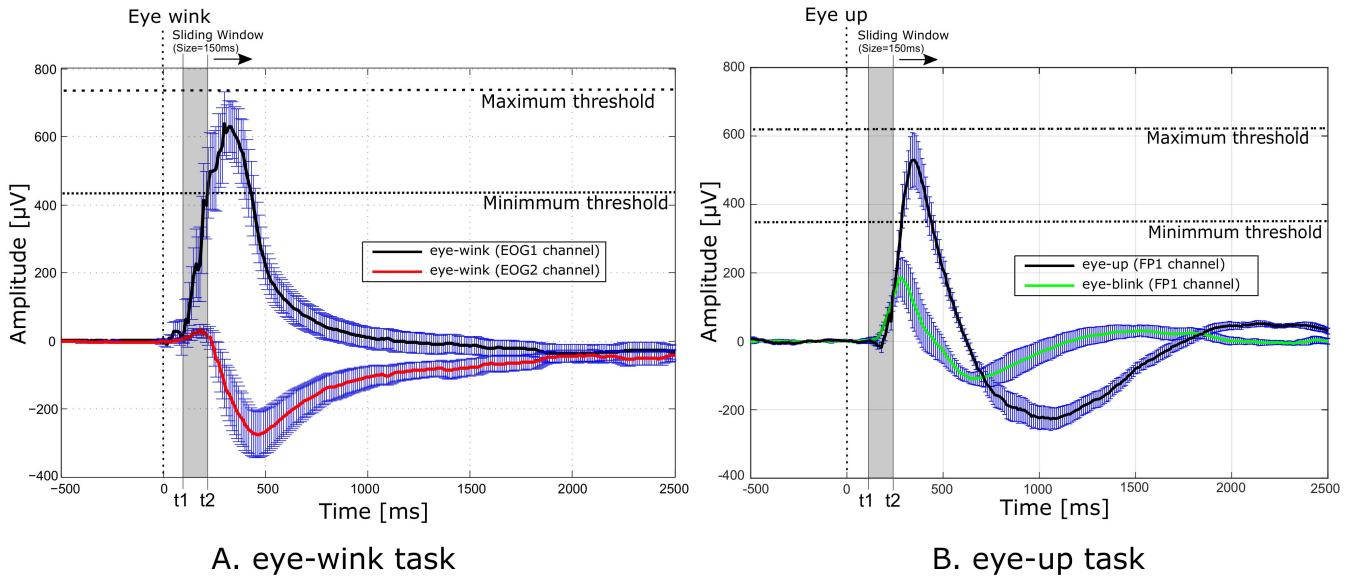 Eye wink
Sliding Window
(Size=150ms)
800
600
400
200
0
−200
−400
Amplitude [µV]
Maximum threshold
Minimmum threshold
eye-wink (EOG1 channel)
eye-wink (EOG2 channel)
−500
0
500
1000
1500
2000
2500
t1
t2
Time [ms]
A. eye-wink task
Eye up
Sliding Window
(Size=150ms)
800
600
400
200
0
-200
-400
Amplitude [µV]
Maximum threshold
Minimmum threshold
eye-up (FP1 channel)
eye-blink (FP1 channel)
-500
0
500
1000
1500
2000
2500
t1
t2
Time [ms]
B. eye-up task